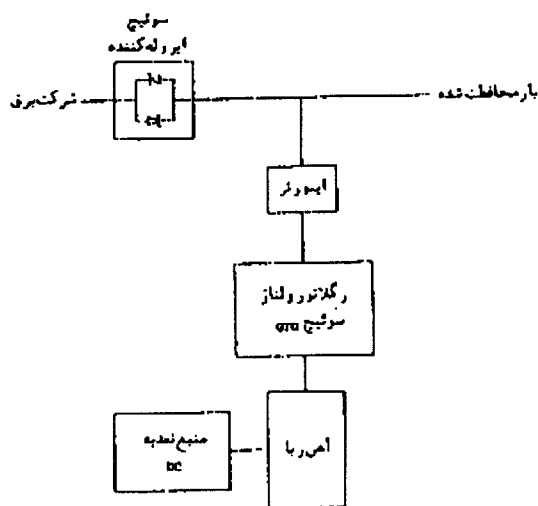 سوئیچ
ایزوله‌کننده
شرکت برق
بار محافظت شده
اینورتر
رگلاتور ولتاژ
سوئیچ
منبع تغذیه
DC
آهن‌ربا